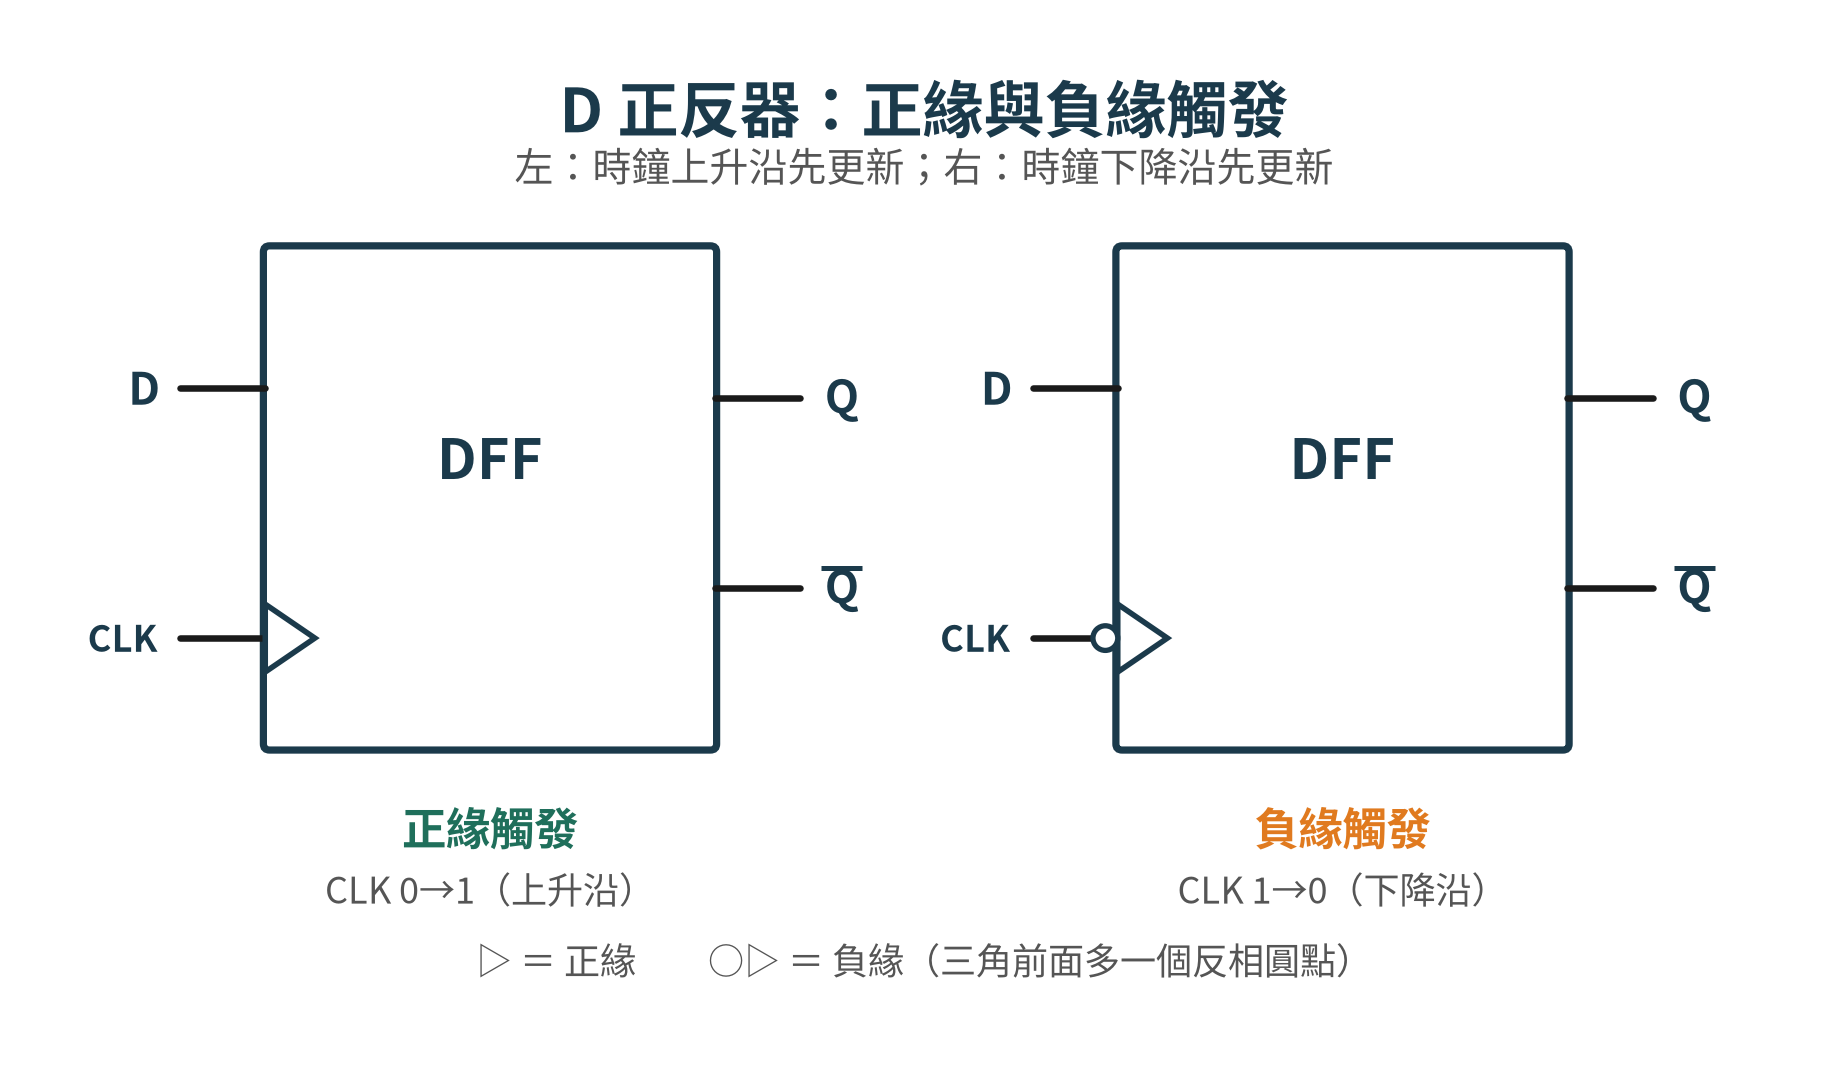 D 正反器：正緣與負緣觸發
左：時鐘上升沿先更新；右：時鐘下降沿先更新
D
DFF
Q
Q̅
CLK
D
DFF
Q
Q̅
CLK
正緣觸發
CLK 0→1（上升沿）
負緣觸發
CLK 1→0（下降沿）
▷ = 正緣 ○▷ = 負緣（三角前面多一個反相圓點）